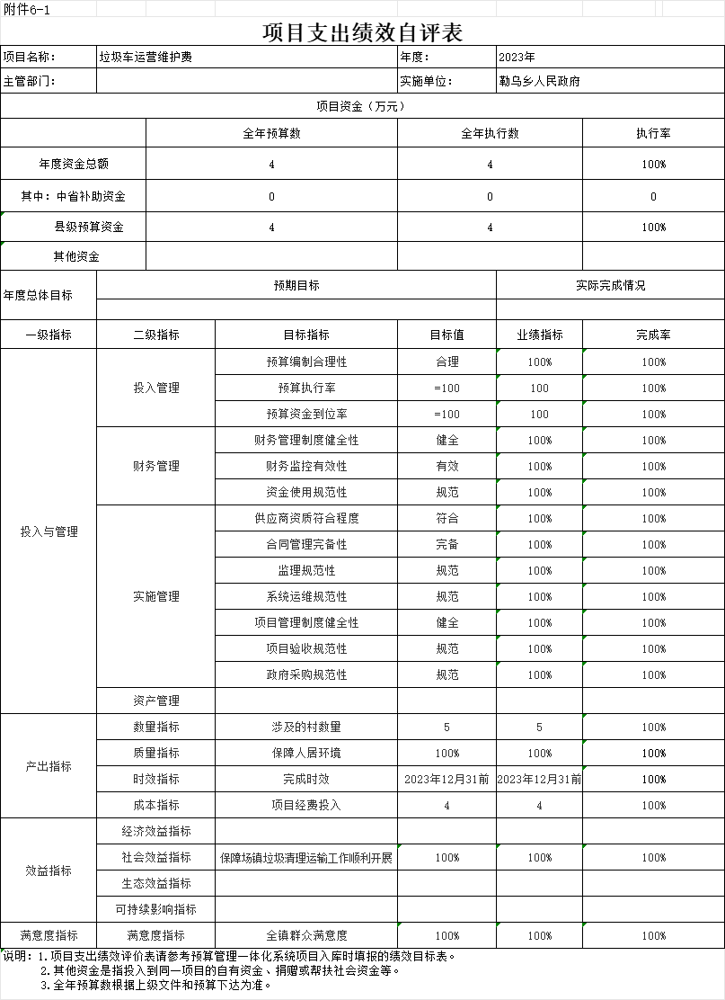 附件6-1
项目支出绩效自评表
项目名称： 垃圾车运营维护费 年度： 2023年
主管部门： 实施单位： 勒乌乡人民政府
项目资金（万元）
全年预算数 全年执行数 执行率
年度资金总额 4 4 100%
其中：中省补助资金 0 0 0
县级预算资金 4 4 100%
其他资金
年度总体目标 预期目标 实际完成情况
一级指标 二级指标 目标指标 目标值 业绩指标 完成率
投入与管理 投入管理 预算编制合理性 合理 100% 100%
预算执行率 =100 100 100%
预算资金到位率 =100 100 100%
财务管理 财务管理制度健全性 健全 100% 100%
财务监控有效性 有效 100% 100%
资金使用规范性 规范 100% 100%
实施管理 供应商资质符合程度 符合 100% 100%
合同管理完备性 完备 100% 100%
监理规范性 规范 100% 100%
系统运维规范性 规范 100% 100%
项目管理制度健全性 健全 100% 100%
项目验收规范性 规范 100% 100%
政府采购规范性 规范 100% 100%
资产管理
产出指标 数量指标 涉及的村数量 5 5 100%
质量指标 保障人居环境 100% 100% 100%
时效指标 完成时效 2023年12月31前 2023年12月31前 100%
成本指标 项目经费投入 4 4 100%
效益指标 经济效益指标
社会效益指标 保障场镇垃圾清理运输工作顺利开展 100% 100% 100%
生态效益指标
可持续影响指标
满意度指标 满意度指标 全镇群众满意度 100% 100% 100%
说明：1.项目支出绩效评价表请参考预算管理一体化系统项目入库时填报的绩效目标表。
2.其他资金是指投入到同一项目的自有资金、捐赠或帮扶社会资金等。
3.全年预算数根据上级文件和预算下达为准。